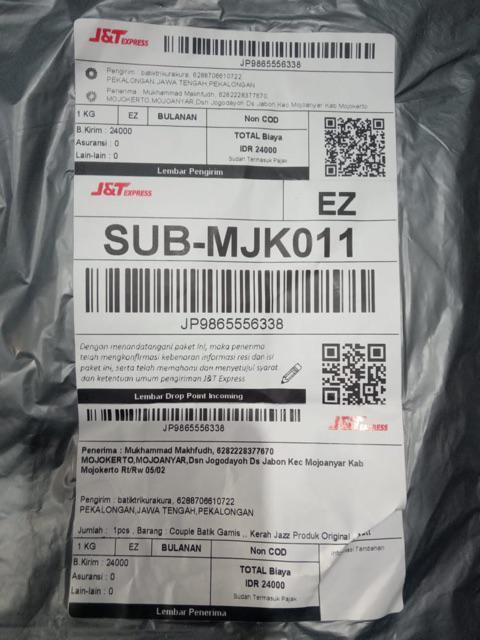 J&T EXPRESS
JP9865556338
Pengirim : batiktrikurakura, 6288706610722
PEKALONGAN,JAWA TENGAH,PEKALONGAN
Penerima : Mukhammad Makhfudh, 6282228377670,
MOJOKERTO,MOJOANYAR,Dsn Jogodayoh Ds Jabon Kec Mojoanyar Kab Mojokerto
1 KG EZ BULANAN Non COD
B.Kirim : 24000
Asuransi : 0
Lain-lain : 0
TOTAL Biaya
IDR 24000
Sudah Termasuk Pajak
Lembar Pengirim
J&T EXPRESS
EZ
SUB-MJK011
JP9865556338
Dengan menandatangani paket ini, maka penerima
telah mengkonfirmasi kebenaran informasi resi dan isi
paket ini, serta telah memahami dan menyetujui syarat
dan ketentuan umum pengiriman J&T Express
Lembar Drop Point Incoming
JP9865556338
J&T EXPRESS
Penerima : Mukhammad Makhfudh, 6282228377670
MOJOKERTO,MOJOANYAR,Dsn Jogodayoh Ds Jabon Kec Mojoanyar Kab
Mojokerto Rt/Rw 05/02
Pengirim : batiktrikurakura, 6288706610722
PEKALONGAN,JAWA TENGAH,PEKALONGAN
Jumlah : 1pcs , Barang : Couple Batik Gamis .. Kerah Jazz Produk Original
1 KG EZ BULANAN Non COD
B.Kirim : 24000
Asuransi : 0
Lain-lain : 0
TOTAL Biaya
IDR 24000
Sudah Termasuk Pajak
Tambahan
Lembar Penerima